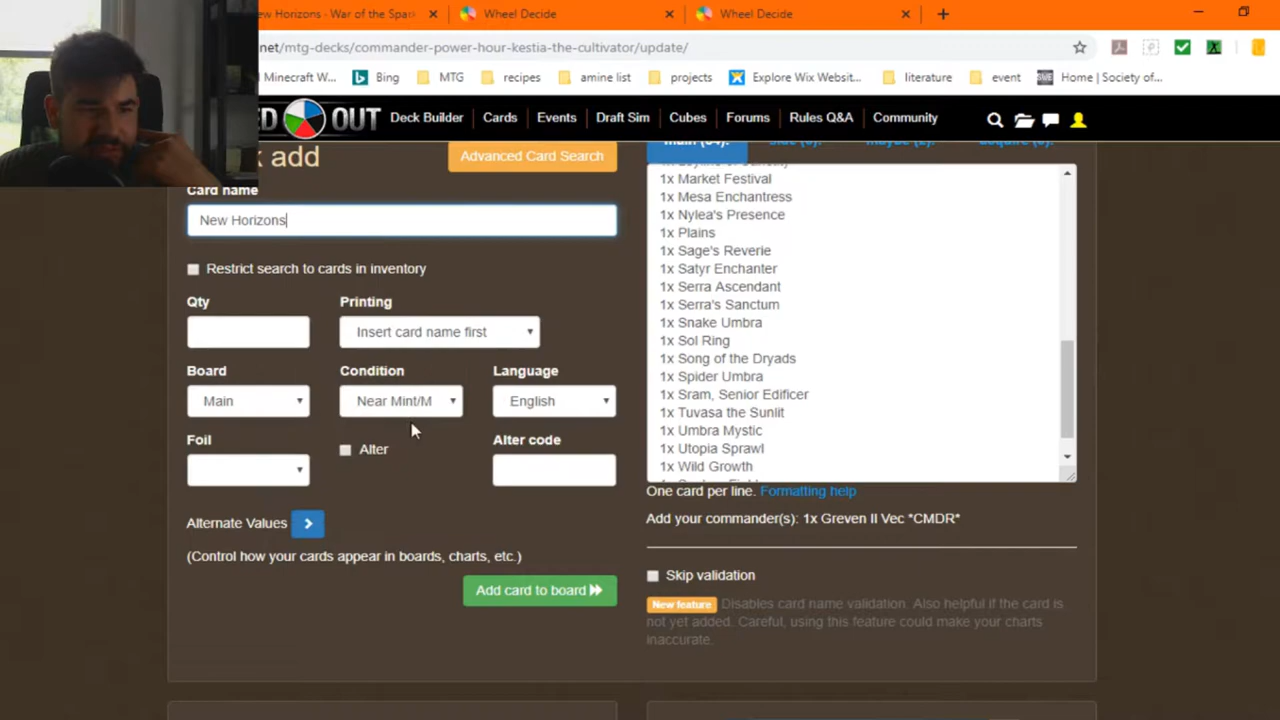 New Horizons - War of the Spar
Wheel Decide
Wheel Decide
net/mtg-decks/commander-power-hour-kestia-the-cultivator/update/
Minecraft W...
Bing
MTG
recipes
amine list
projects
Explore Wix Websit...
literature
event
Home | Society of...
ED OUT
Deck Builder
Cards
Events
Draft Sim
Cubes
Forums
Rules Q&A
Community
k add
Advanced Card Search
Card name
New Horizons
Restrict search to cards in inventory
Qty
Printing
Insert card name first
Board
Condition
Language
Main
Near Mint/M
English
Foil
Alter
Alter code
Alternate Values
(Control how your cards appear in boards, charts, etc.)
Add card to board
1x Market Festival
1x Mesa Enchantress
1x Nylea's Presence
1x Plains
1x Sage's Reverie
1x Satyr Enchanter
1x Serra Ascendant
1x Serra's Sanctum
1x Snake Umbra
1x Sol Ring
1x Song of the Dryads
1x Spider Umbra
1x Sram, Senior Edificer
1x Tuvasa the Sunlit
1x Umbra Mystic
1x Utopia Sprawl
1x Wild Growth
One card per line. Formatting help
Add your commander(s): 1x Greven Il Vec *CMDR*
Skip validation
New feature Disables card name validation. Also helpful if the card is
not yet added. Careful, using this feature could make your charts
inaccurate.